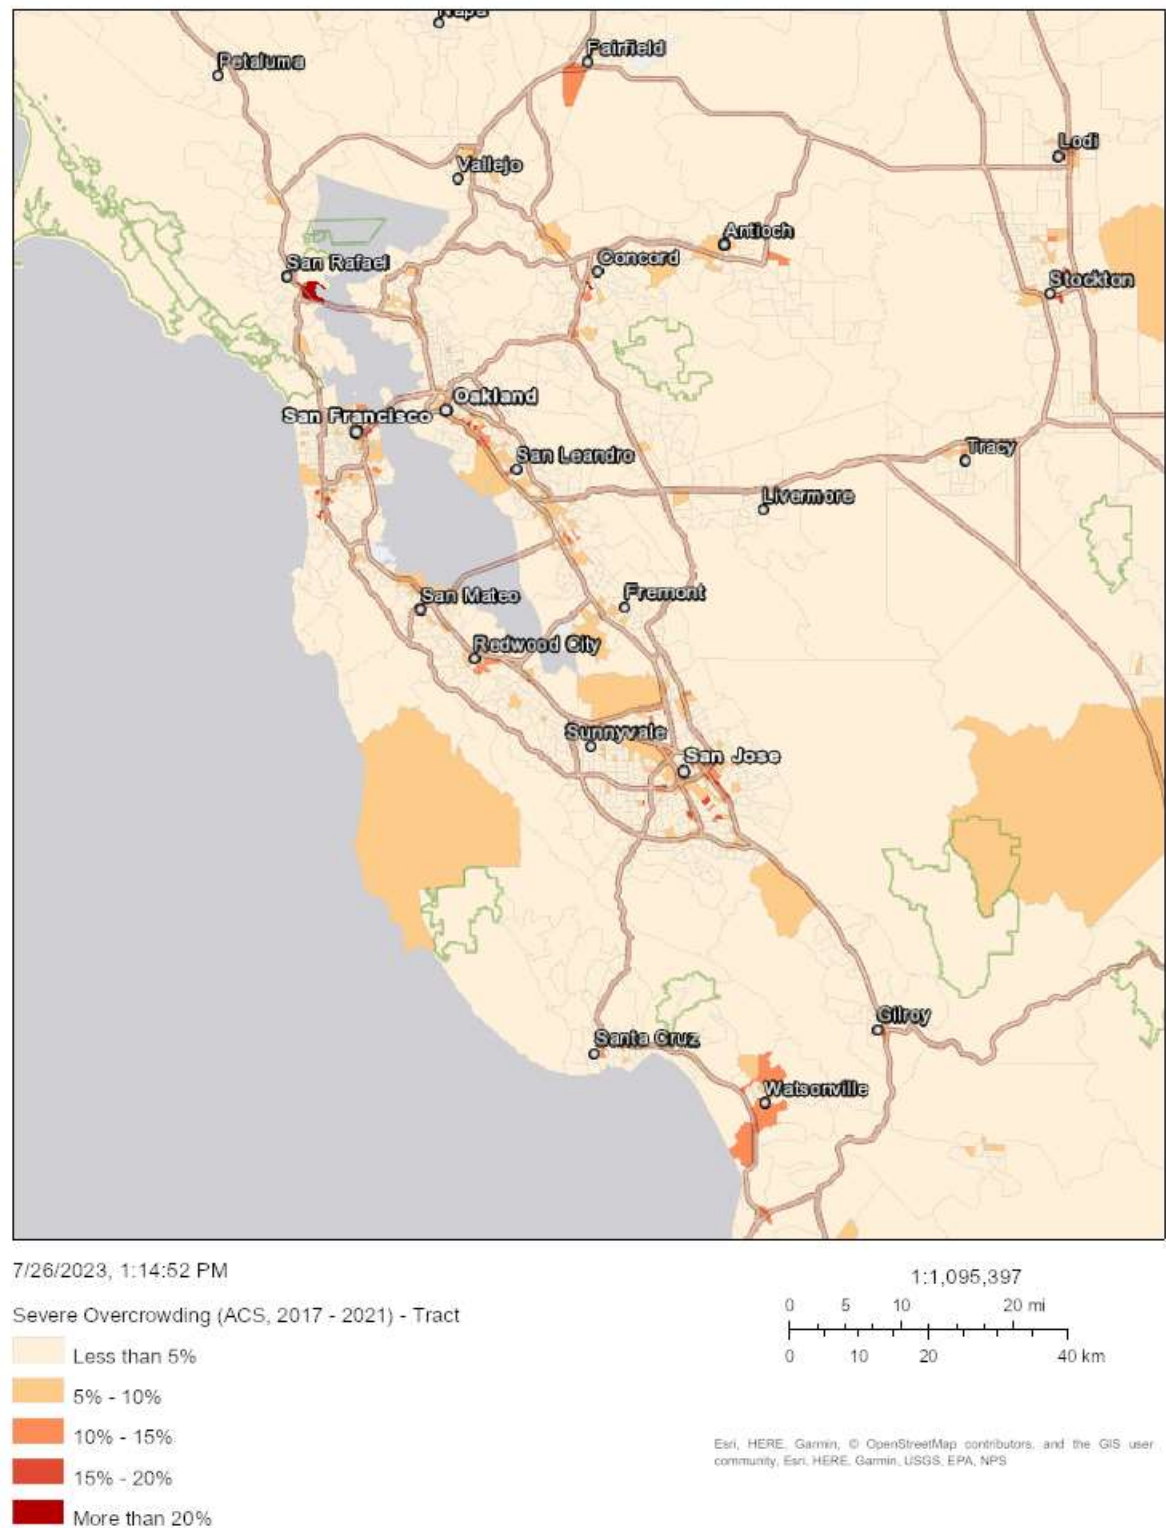 Napa
Fairfield
Petaluma
Lodi
Vallejo
Antioch
Concord
San Rafael
Stockton
Oakland
San Francisco
San Leandro
Tracy
Livermore
San Mateo
Fremont
Redwood City
Sunnyvale
San Jose
Gilroy
Santa Cruz
Watsonville
7/26/2023, 1:14:52 PM
Severe Overcrowding (ACS, 2017 - 2021) - Tract
Less than 5%
5% - 10%
10% - 15%
15% - 20%
More than 20%
1:1,095,397
0 5 10 20 mi
0 10 20 40 km
Esri, HERE, Garmin, © OpenStreetMap contributors, and the GIS user
community, Esri, HERE, Garmin, USGS, EPA, NPS